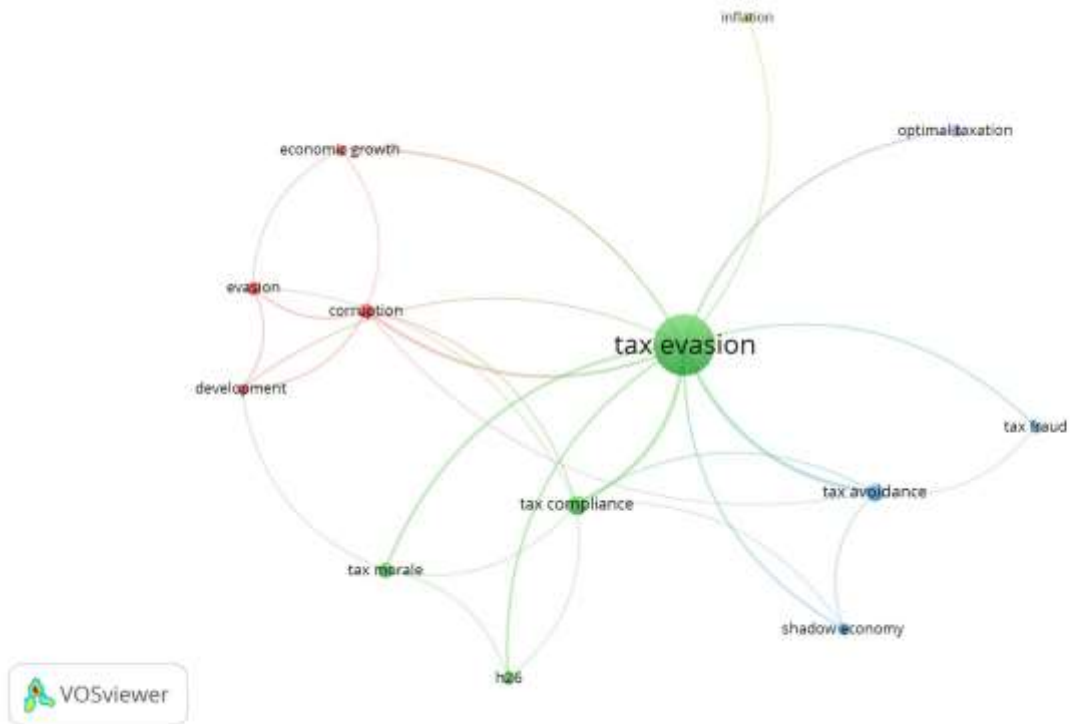 inflation
optimal taxation
economic growth
evasion
corruption
tax evasion
development
tax fraud
tax avoidance
tax compliance
tax morale
shadow economy
h26
VOSviewer